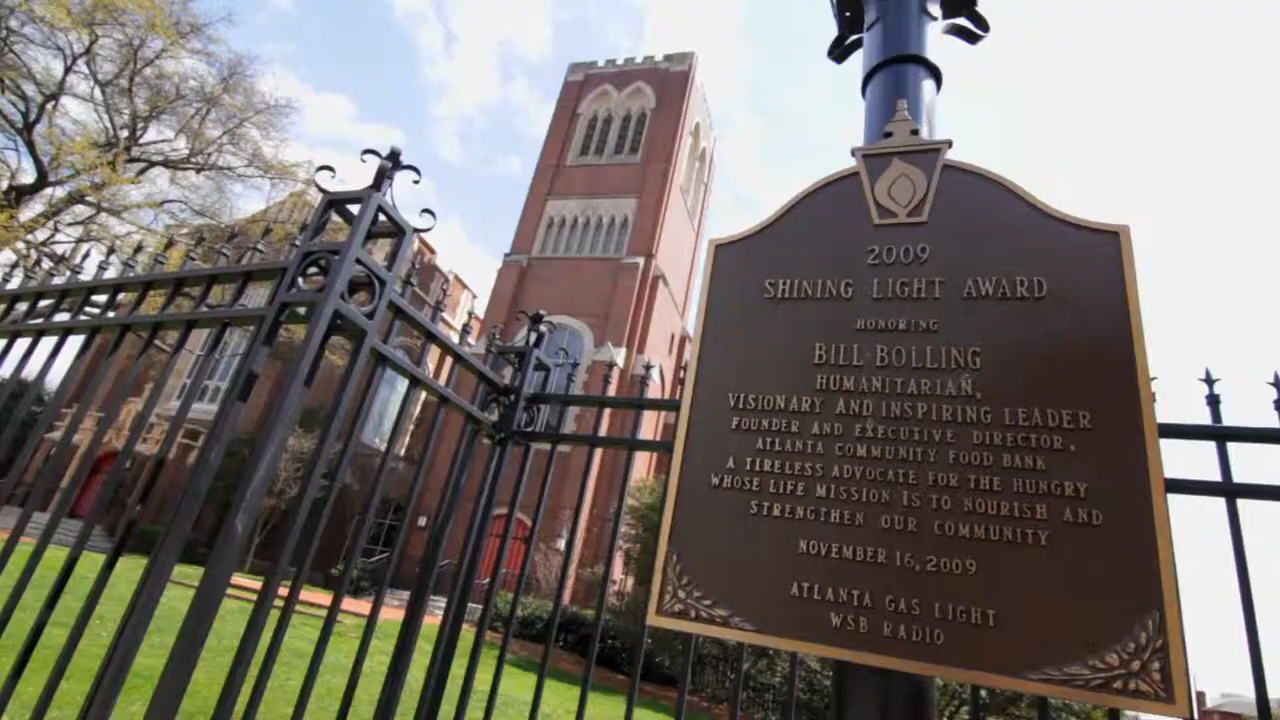 2009
SHINING LIGHT AWARD
HONORING
BILL BOLLING
HUMANITARIAN,
VISIONARY AND INSPIRING LEADER
FOUNDER AND EXECUTIVE DIRECTOR,
ATLANTA COMMUNITY FOOD BANK
A TIRELESS ADVOCATE FOR THE HUNGRY
WHOSE LIFE MISSION IS TO NOURISH AND
STRENGTHEN OUR COMMUNITY
NOVEMBER 16, 2009
ATLANTA GAS LIGHT
WSB RADIO